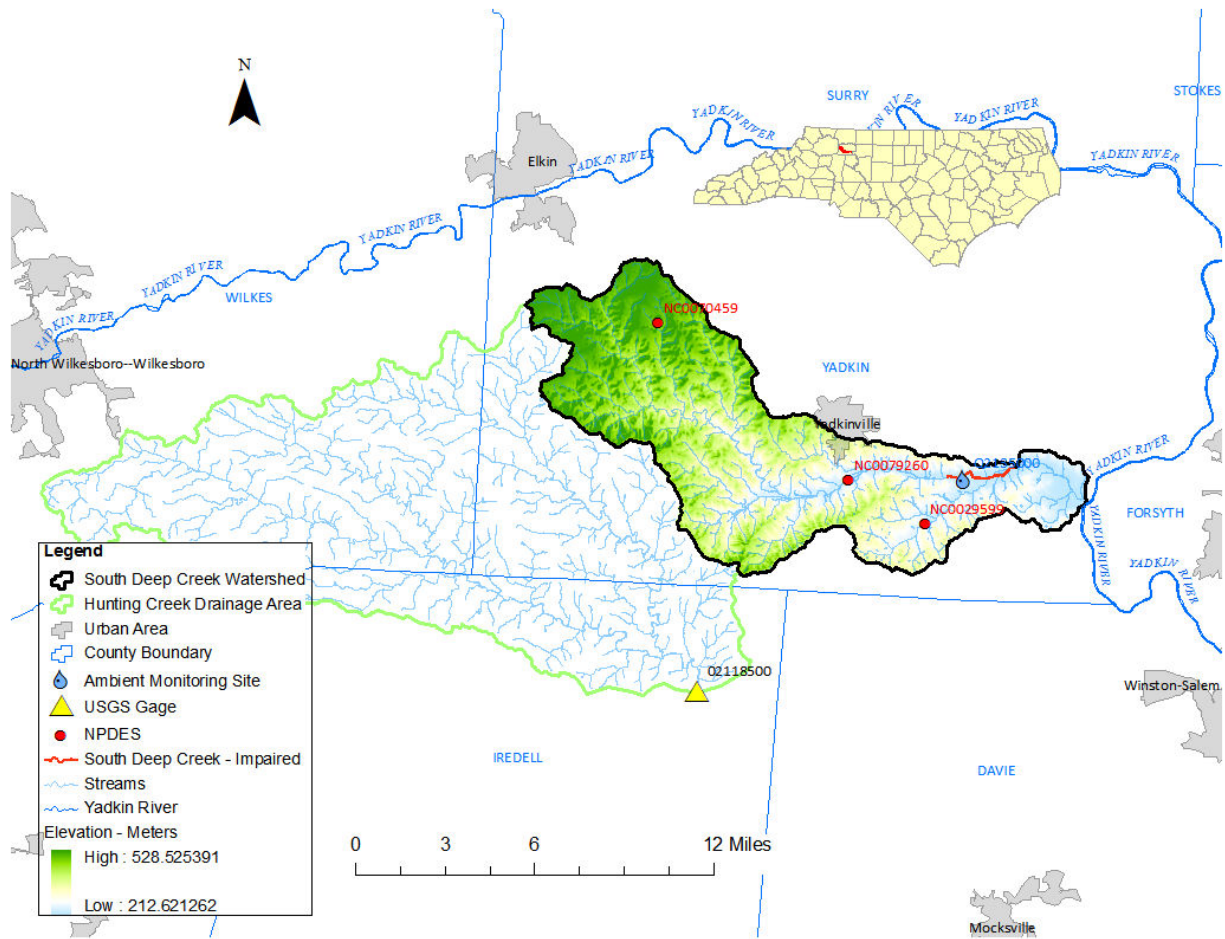 N
SURRY
STOKES
YADKIN RIVER
KIN RIVER
YADKIN RIVER
YADKIN RIVER
Elkin
YADKIN RIVER
YADKIN RIVER
YADKIN RIVER
WILKES
YADKIN RIVER
NC0070459
North Wilkesboro--Wilkesboro
YADKIN
Yadkinville
YADKIN RIVER
NC0079260
NC0029599
YADKIN RIVER
FORSYTH
YADKIN RIVER
Legend
South Deep Creek Watershed
Hunting Creek Drainage Area
Urban Area
County Boundary
Ambient Monitoring Site
USGS Gage
NPDES
South Deep Creek - Impaired
Streams
Yadkin River
Elevation - Meters
High : 528.525391
Low : 212.621262
02118500
Winston-Salem
IREDELL
DAVIE
0 3 6 12 Miles
Mocksville